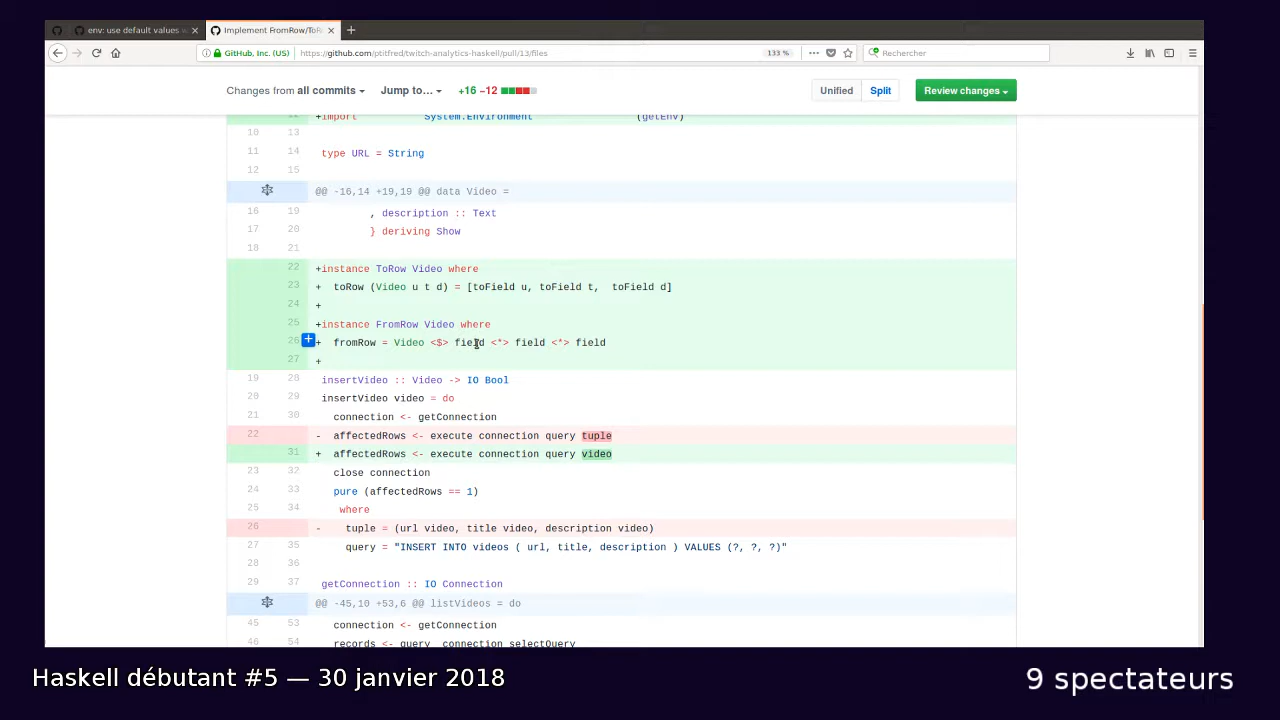 env: use default values w
Implement FromRow/ToR
GitHub, Inc. (US) https://github.com/ptitfred/twitch-analytics-haskell/pull/13/files 133 % Rechercher
Changes from all commits Jump to... +16 −12 Unified Split Review changes
12 +import System.Environment (getEnv)
10 13
11 14 type URL = String
12 15
@@ -16,14 +19,19 @@ data Video =
16 19 , description :: Text
17 20 } deriving Show
18 21
22 +instance ToRow Video where
23 + toRow (Video u t d) = [toField u, toField t, toField d]
24 +
25 +instance FromRow Video where
26 + fromRow = Video <$> field <*> field <*> field
27 +
19 28 insertVideo :: Video -> IO Bool
20 29 insertVideo video = do
21 30 connection <- getConnection
22 - affectedRows <- execute connection query tuple
31 + affectedRows <- execute connection query video
23 32 close connection
24 33 pure (affectedRows == 1)
25 34 where
26 - tuple = (url video, title video, description video)
27 35 query = "INSERT INTO videos ( url, title, description ) VALUES (?, ?, ?)"
28 36
29 37 getConnection :: IO Connection
@@ -45,10 +53,6 @@ listVideos = do
45 53 connection <- getConnection
46 54 records <- query_ connection selectQuery
Haskell débutant #5 — 30 janvier 2018
9 spectateurs